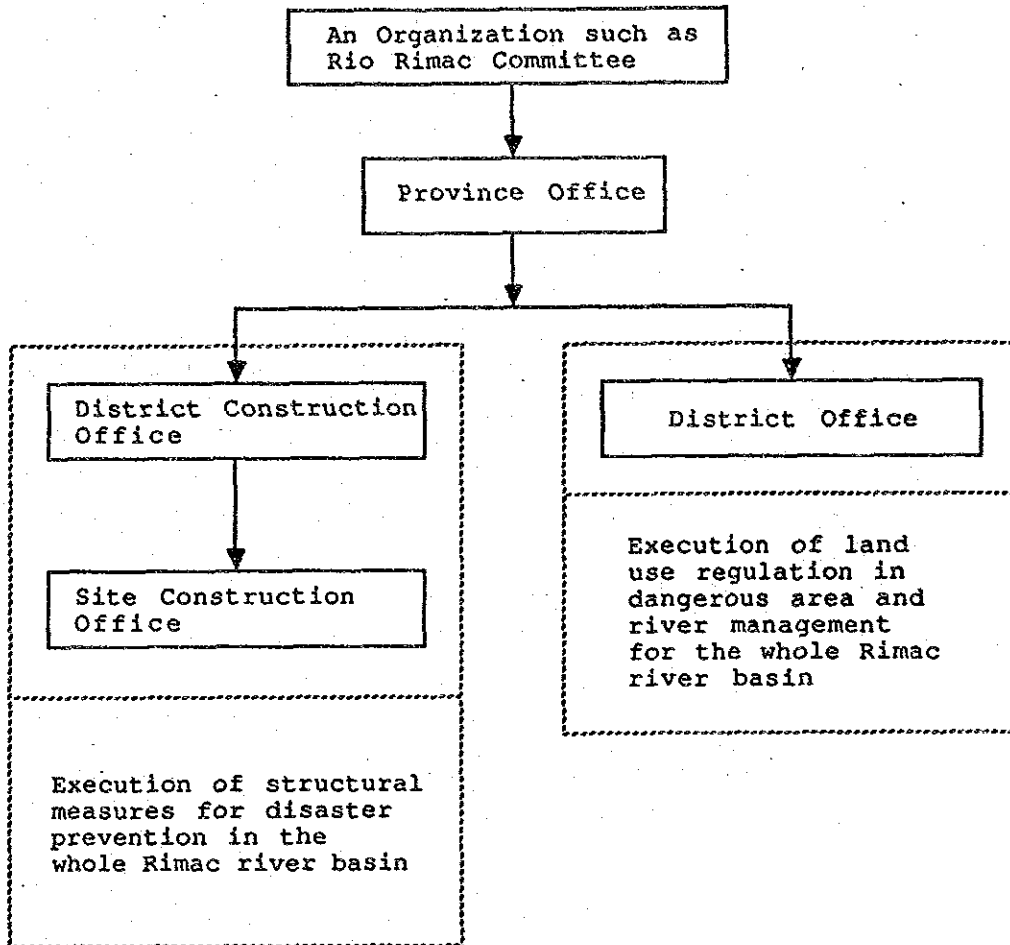 An Organization such as
Rio Rimac Committee
Province Office
District Construction
Office
Site Construction
Office
Execution of structural
measures for disaster
prevention in the
whole Rimac river basin
District Office
Execution of land
use regulation in
dangerous area and
river management
for the whole Rimac
river basin